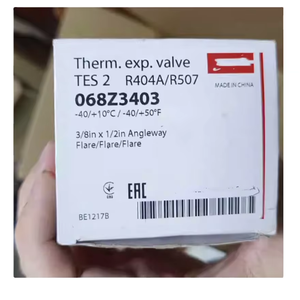 Therm. exp. valve
TES 2 R404A/R507
068Z3403
MADE IN CHINA
-40/+10°C / -40/+50°F
3/8in x 1/2in Angleway
Flare/Flare/Flare
EAC
BE1217B